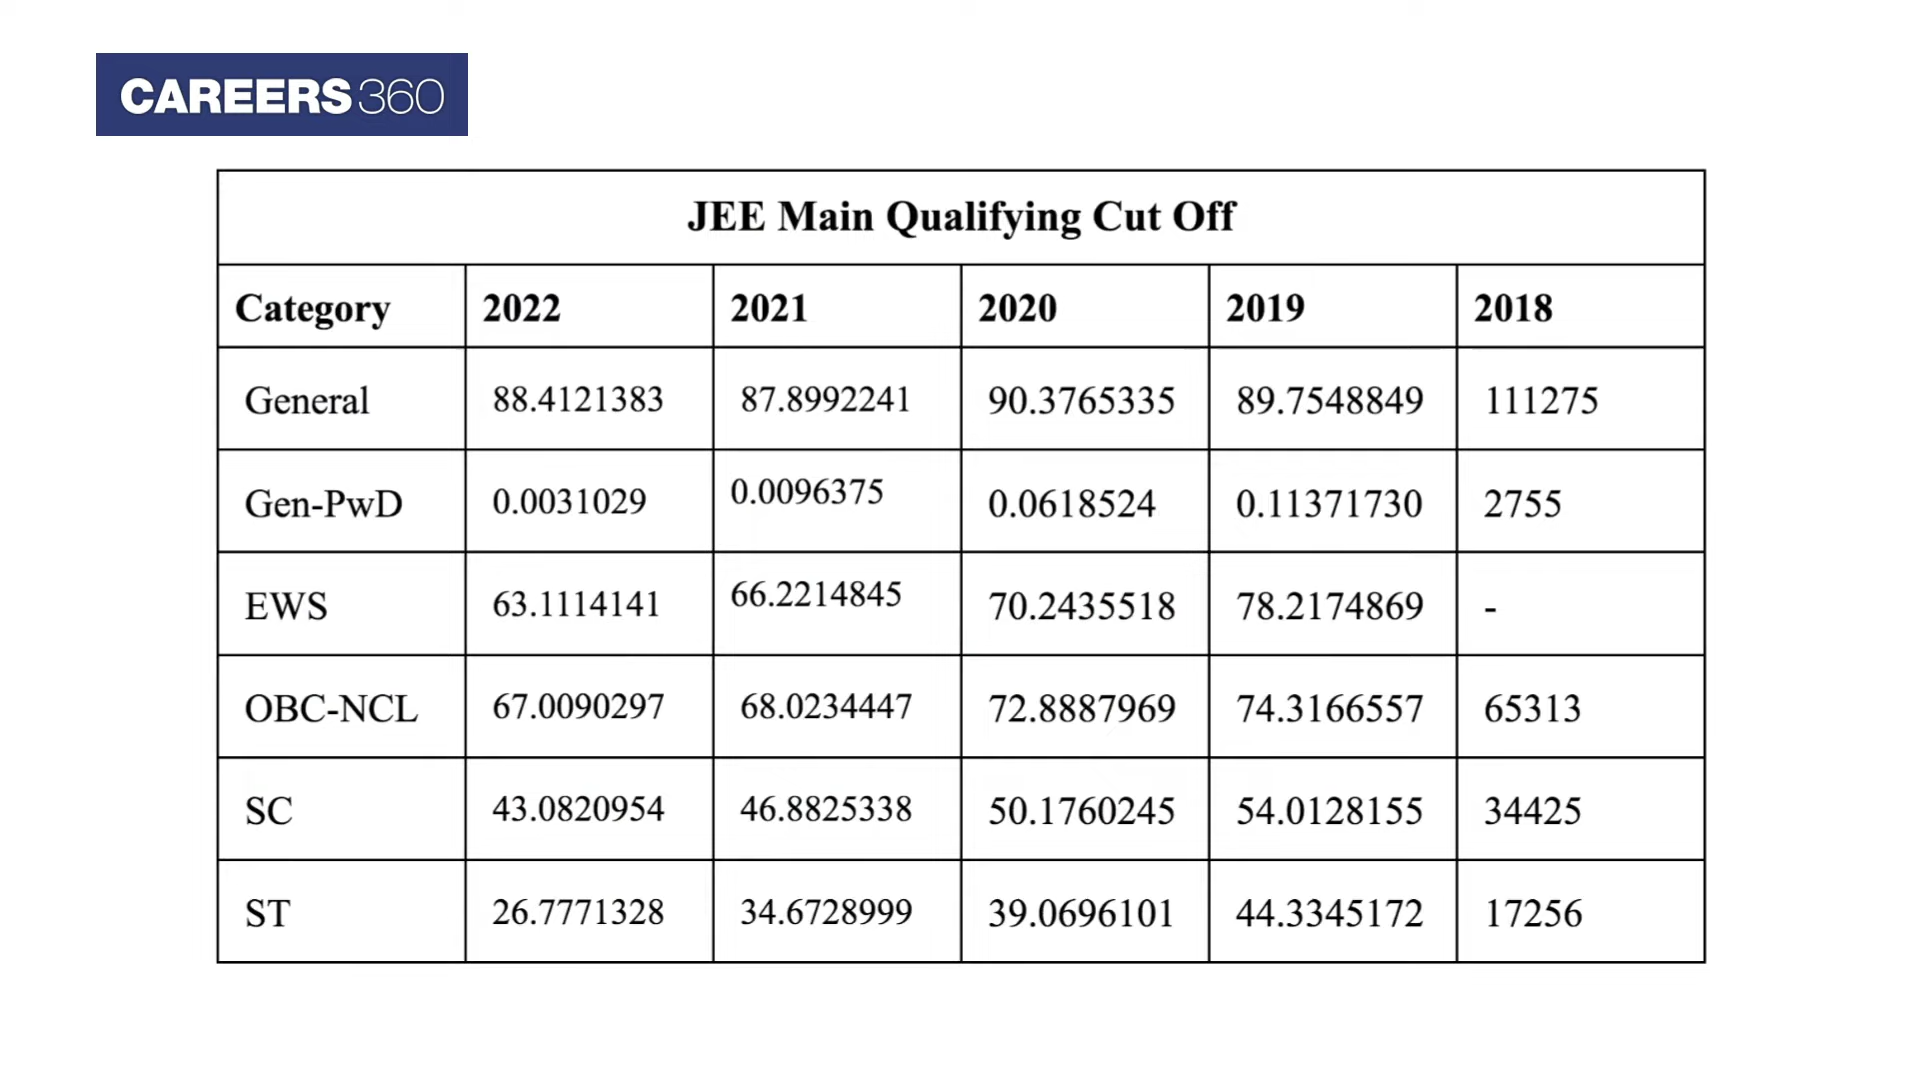 CAREERS360
JEE Main Qualifying Cut Off
Category 2022 2021 2020 2019 2018
General 88.4121383 87.8992241 90.3765335 89.7548849 111275
Gen-PwD 0.0031029 0.0096375 0.0618524 0.11371730 2755
EWS 63.1114141 66.2214845 70.2435518 78.2174869 -
OBC-NCL 67.0090297 68.0234447 72.8887969 74.3166557 65313
SC 43.0820954 46.8825338 50.1760245 54.0128155 34425
ST 26.7771328 34.6728999 39.0696101 44.3345172 17256